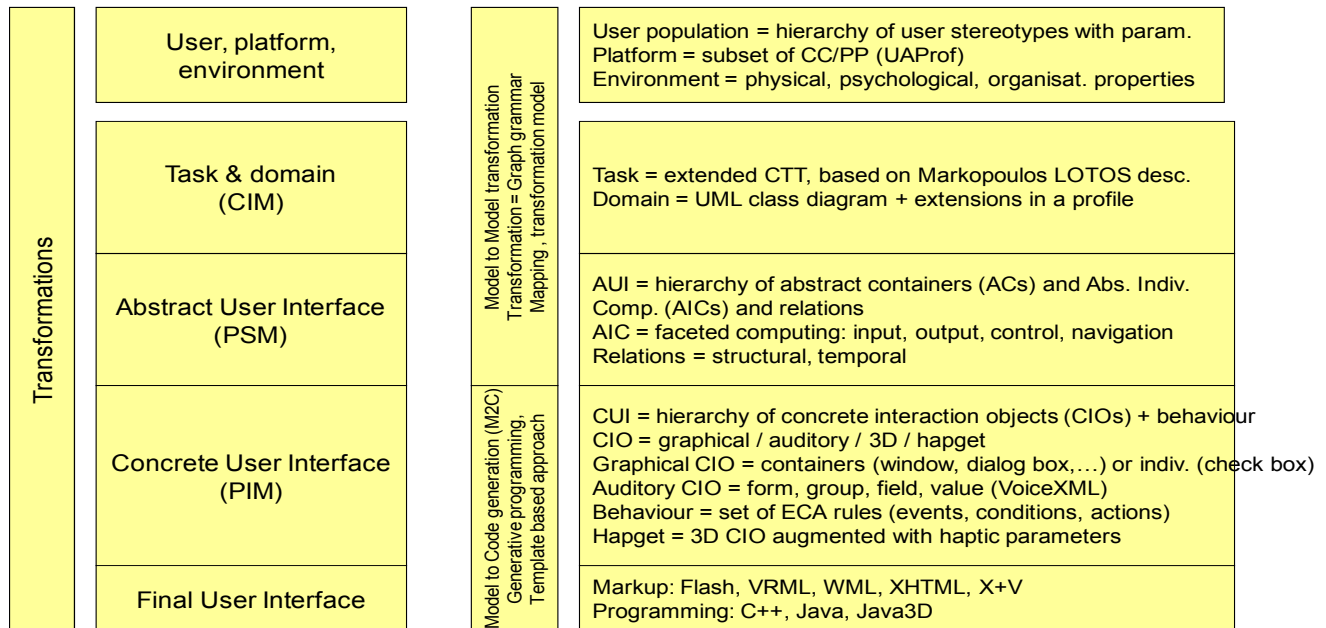 Transformations
User, platform,
environment
Task & domain
(CIM)
Abstract User Interface
(PSM)
Concrete User Interface
(PIM)
Final User Interface
Model to Model transformation
Transformation = Graph grammar
Mapping , transformation model
Model to Code generation (M2C)
Generative programming,
Template based approach
User population = hierarchy of user stereotypes with param.
Platform = subset of CC/PP (UAProf)
Environment = physical, psychological, organisat. properties
Task = extended CTT, based on Markopoulos LOTOS desc.
Domain = UML class diagram + extensions in a profile
AUI = hierarchy of abstract containers (ACs) and Abs. Indiv.
Comp. (AICs) and relations
AIC = faceted computing: input, output, control, navigation
Relations = structural, temporal
CUI = hierarchy of concrete interaction objects (CIOs) + behaviour
CIO = graphical / auditory / 3D / hapget
Graphical CIO = containers (window, dialog box,…) or indiv. (check box)
Auditory CIO = form, group, field, value (VoiceXML)
Behaviour = set of ECA rules (events, conditions, actions)
Hapget = 3D CIO augmented with haptic parameters
Markup: Flash, VRML, WML, XHTML, X+V
Programming: C++, Java, Java3D